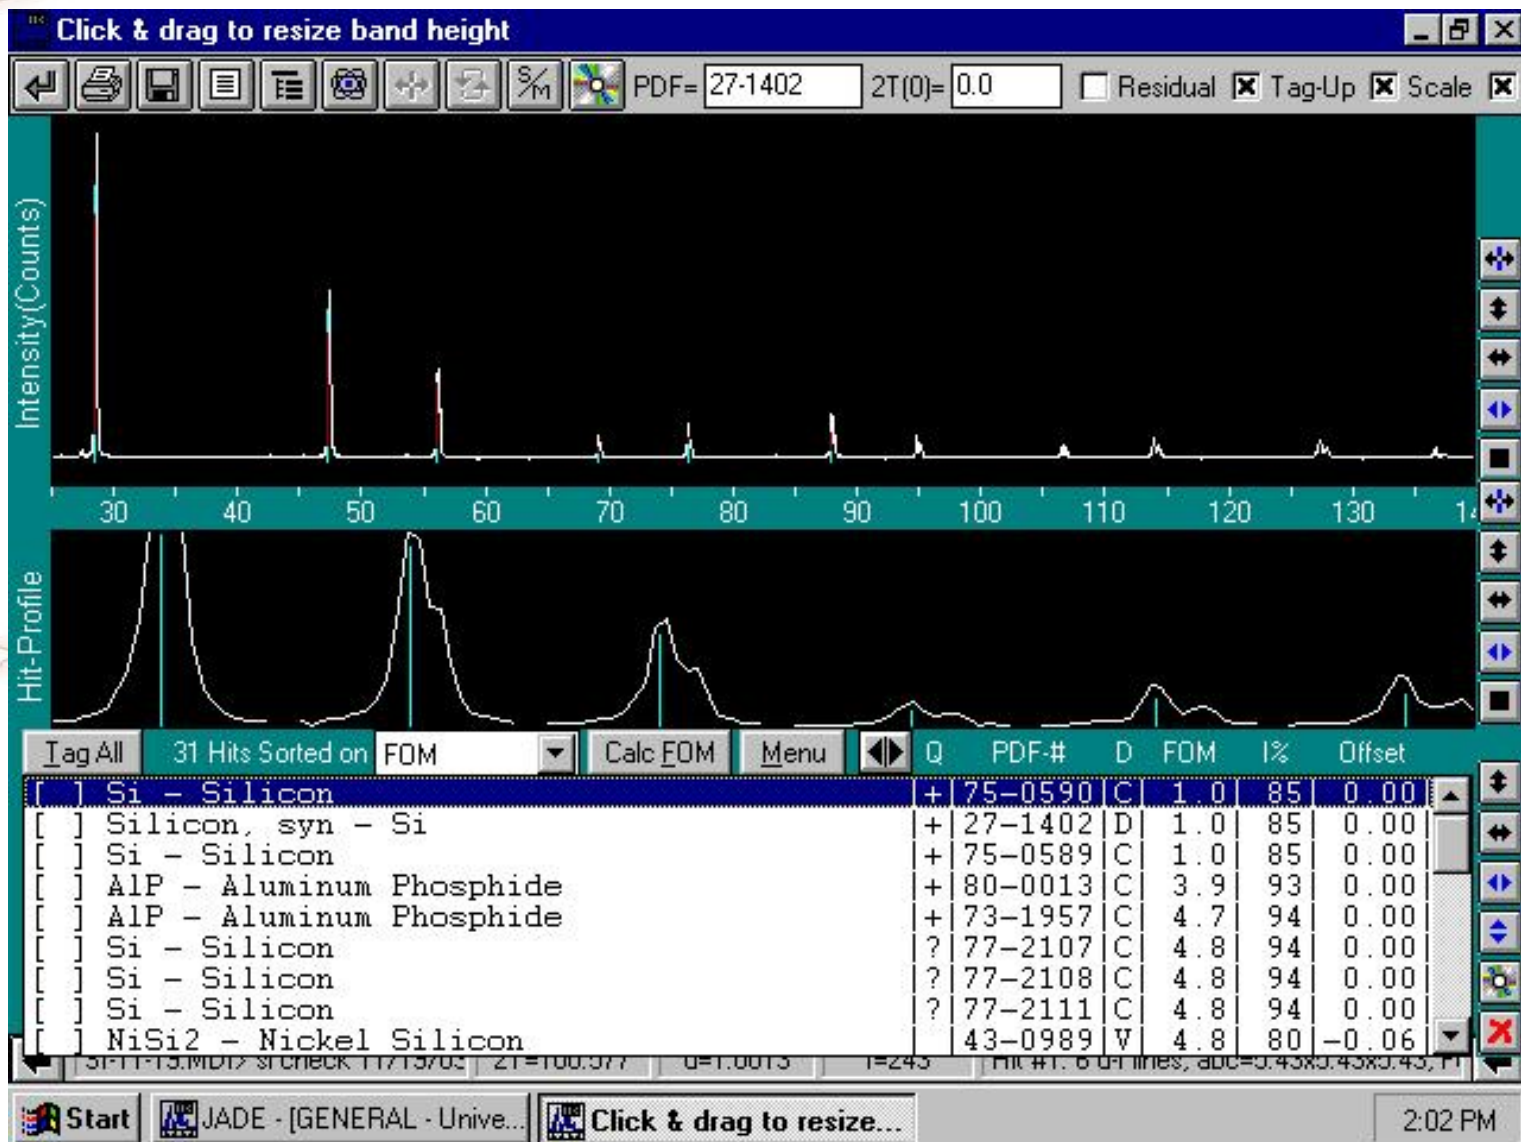 Click & drag to resize band height
S/M PDF= 27-1402 2T(0)= 0.0 Residual Tag-Up Scale
Intensity(Counts)
30 40 50 60 70 80 90 100 110 120 130
Hit-Profile
Tag All 31 Hits Sorted on FOM Calc FOM Menu Q PDF-# D FOM I% Offset
[ ] Si - Silicon |+|75-0590|C| 1.0| 85| 0.00|
[ ] Silicon, syn - Si |+|27-1402|D| 1.0| 85| 0.00|
[ ] Si - Silicon |+|75-0589|C| 1.0| 85| 0.00|
[ ] AlP - Aluminum Phosphide |+|80-0013|C| 3.9| 93| 0.00|
[ ] AlP - Aluminum Phosphide |+|73-1957|C| 4.7| 94| 0.00|
[ ] Si - Silicon |?|77-2107|C| 4.8| 94| 0.00|
[ ] Si - Silicon |?|77-2108|C| 4.8| 94| 0.00|
[ ] Si - Silicon |?|77-2111|C| 4.8| 94| 0.00|
[ ] NiSi2 - Nickel Silicon | |43-0989|V| 4.8| 80|-0.06|
Start JADE - [GENERAL - Unive... Click & drag to resize... 2:02 PM